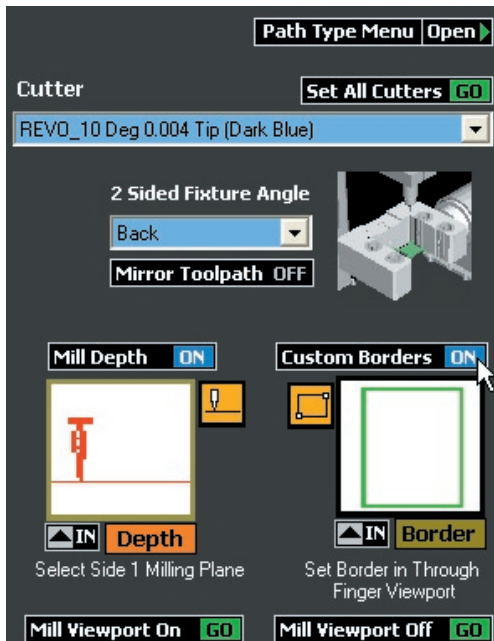 Path Type Menu Open
Cutter
Set All Cutters GO
REVO_10 Deg 0.004 Tip (Dark Blue)
2 Sided Fixture Angle
Back
Mirror Toolpath OFF
Mill Depth ON
Custom Borders ON
IN Depth
IN Border
Select Side 1 Milling Plane
Set Border in Through
Finger Viewport
Mill Viewport On GO
Mill Viewport Off GO